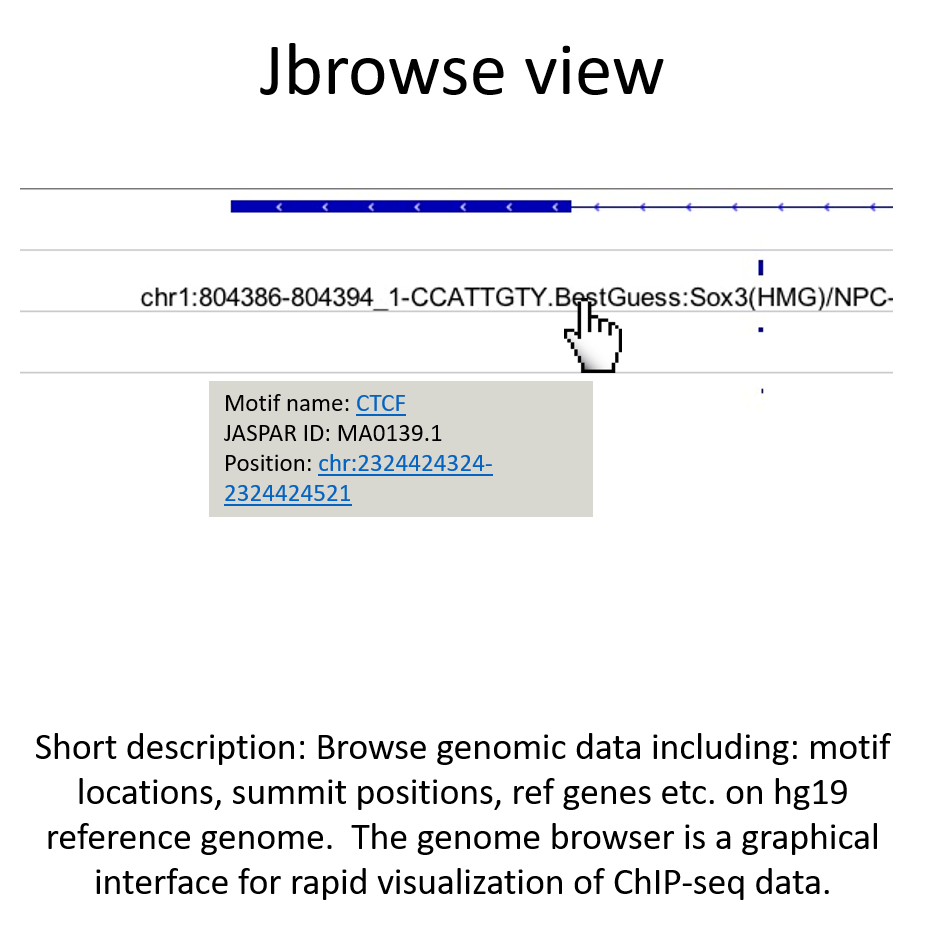 Jbrowse view
chr1:804386-804394_1-CCATTGTY.BestGuess:Sox3(HMG)/NPC-
Motif name: CTCF
JASPAR ID: MA0139.1
Position: chr:2324424324-
2324424521
Short description: Browse genomic data including: motif
locations, summit positions, ref genes etc. on hg19
reference genome.  The genome browser is a graphical
interface for rapid visualization of ChIP-seq data.